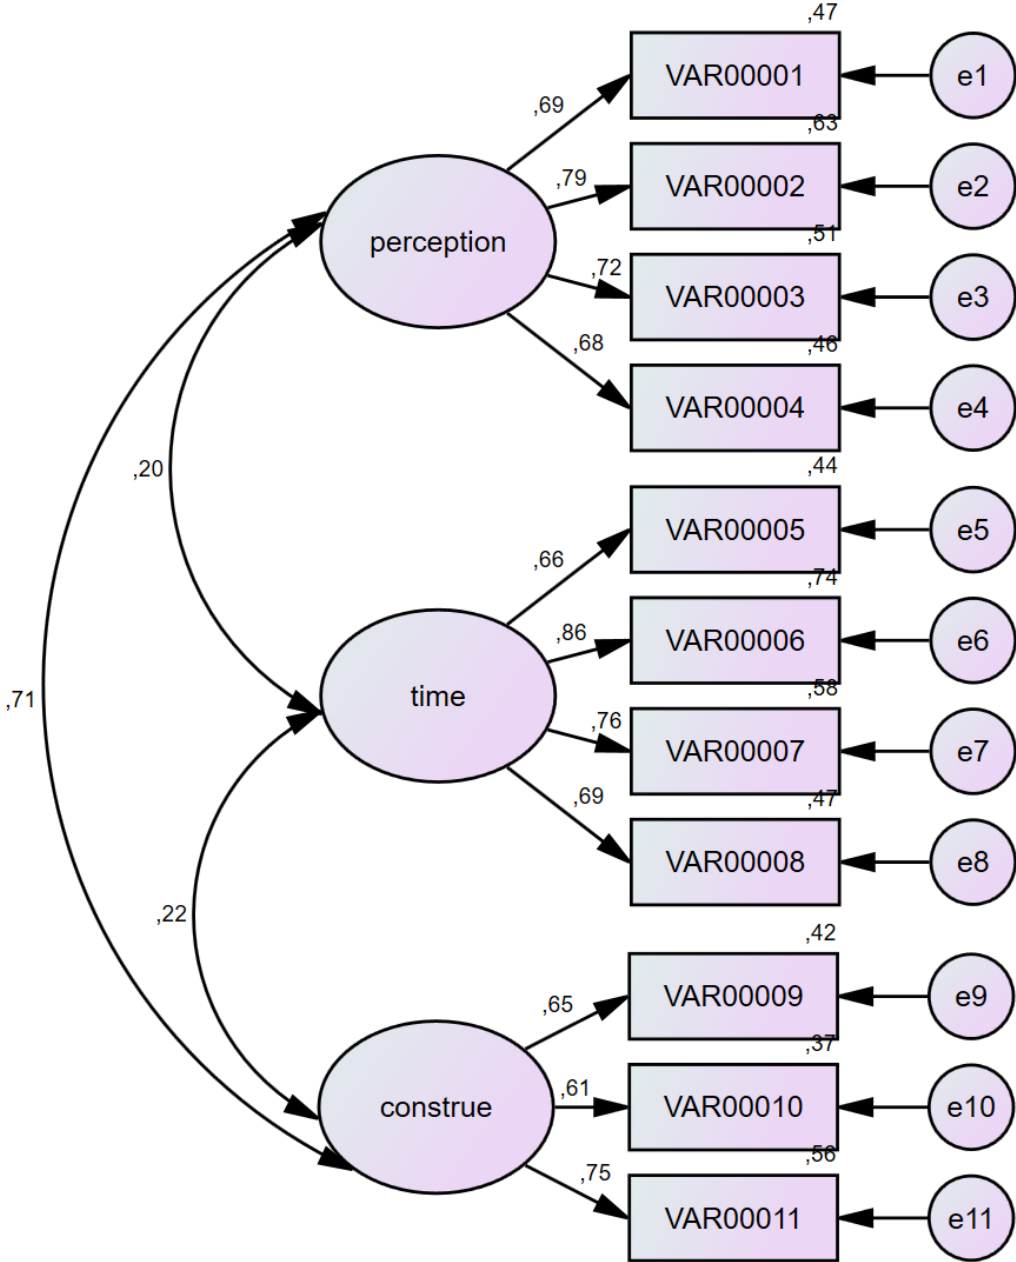 ,47
VAR00001
e1
,69
,63
VAR00002
e2
,79
perception
,51
VAR00003
e3
,72
,46
VAR00004
e4
,68
,20
,44
VAR00005
e5
,66
,74
VAR00006
e6
,86
time
,71
,58
VAR00007
e7
,76
,47
VAR00008
e8
,69
,22
,42
VAR00009
e9
,65
,37
construe
,61
VAR00010
e10
,56
,75
VAR00011
e11